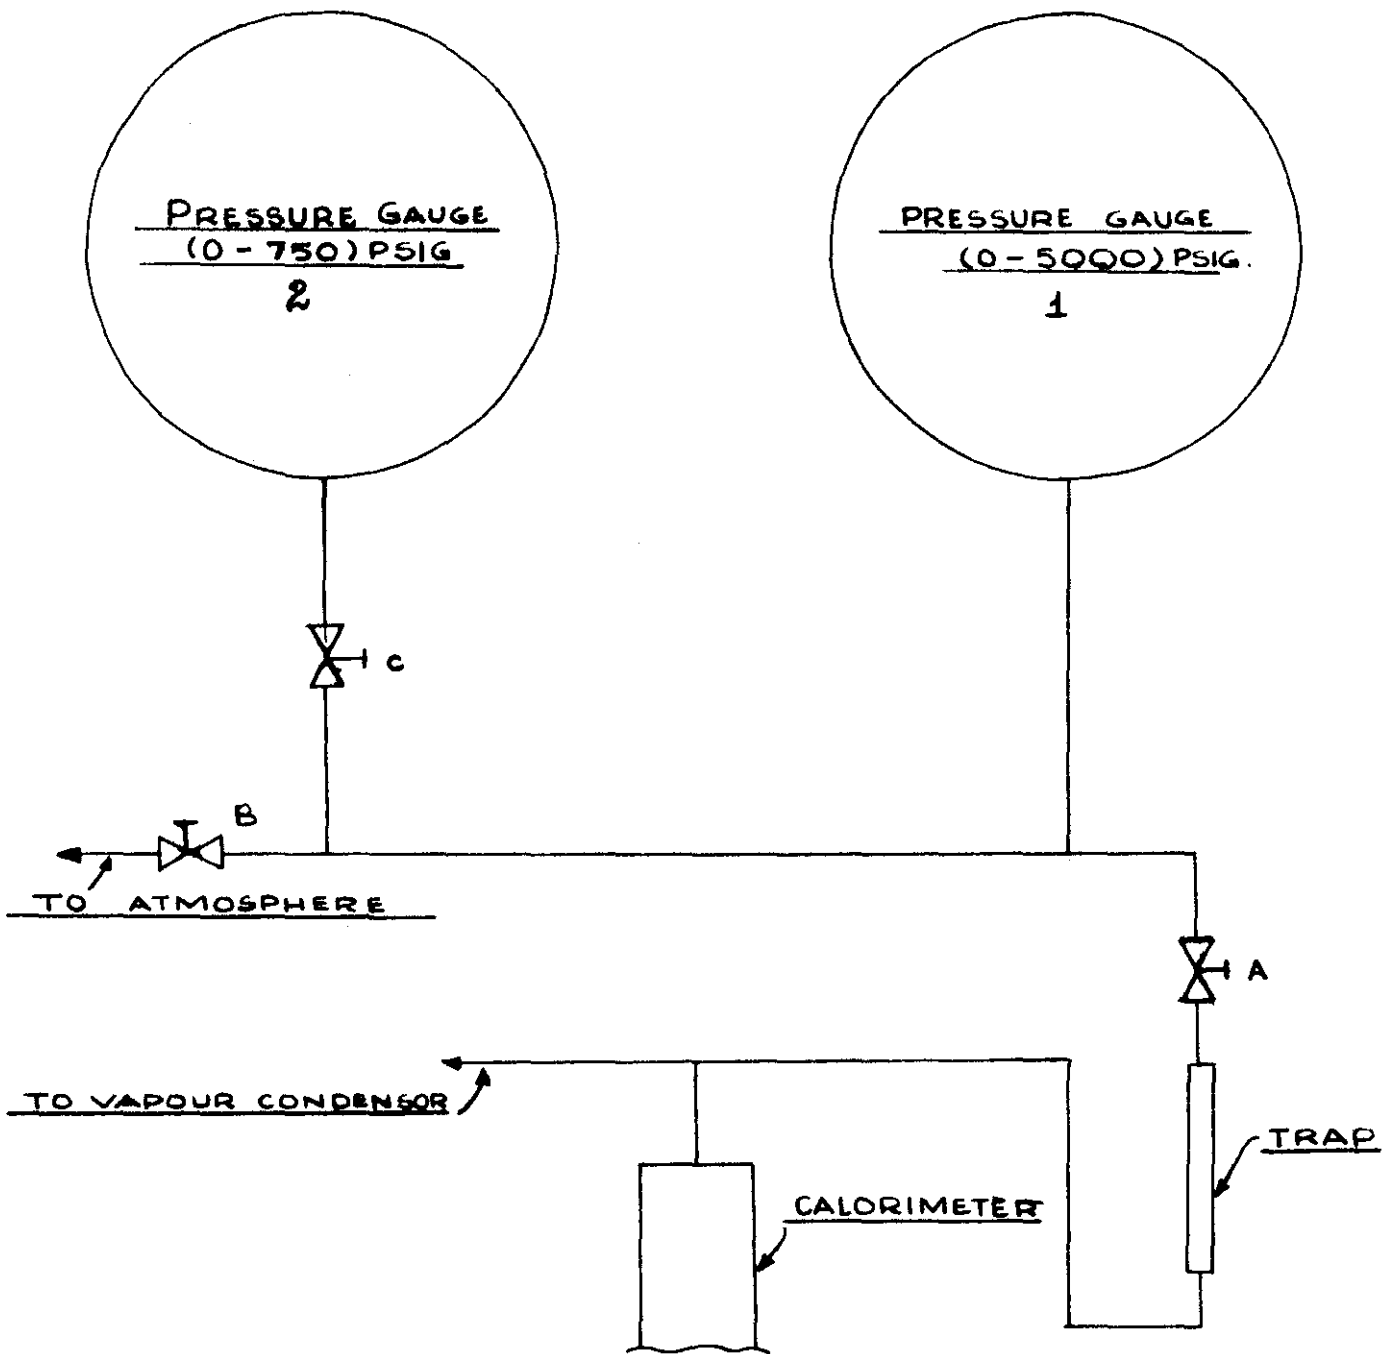 PRESSURE GAUGE
(0-750) PSIG
2
PRESSURE GAUGE
(0-5000) PSIG.
1
C
B
TO ATMOSPHERE
A
TO VAPOUR CONDENSOR
TRAP
CALORIMETER